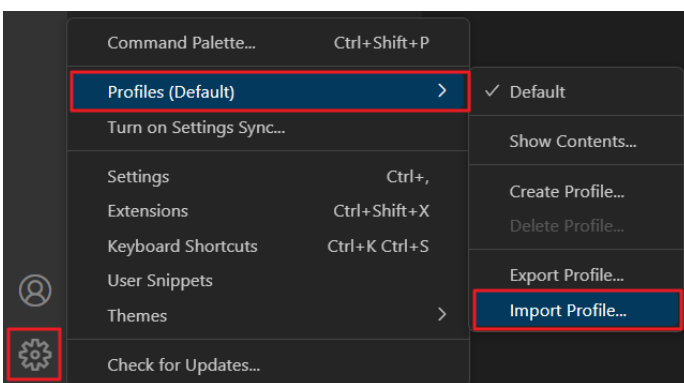 Command Palette... Ctrl+Shift+P
Profiles (Default)
Turn on Settings Sync...
Settings Ctrl+,
Extensions Ctrl+Shift+X
Keyboard Shortcuts Ctrl+K Ctrl+S
User Snippets
Themes
Check for Updates...
Default
Show Contents...
Create Profile...
Delete Profile...
Export Profile...
Import Profile...